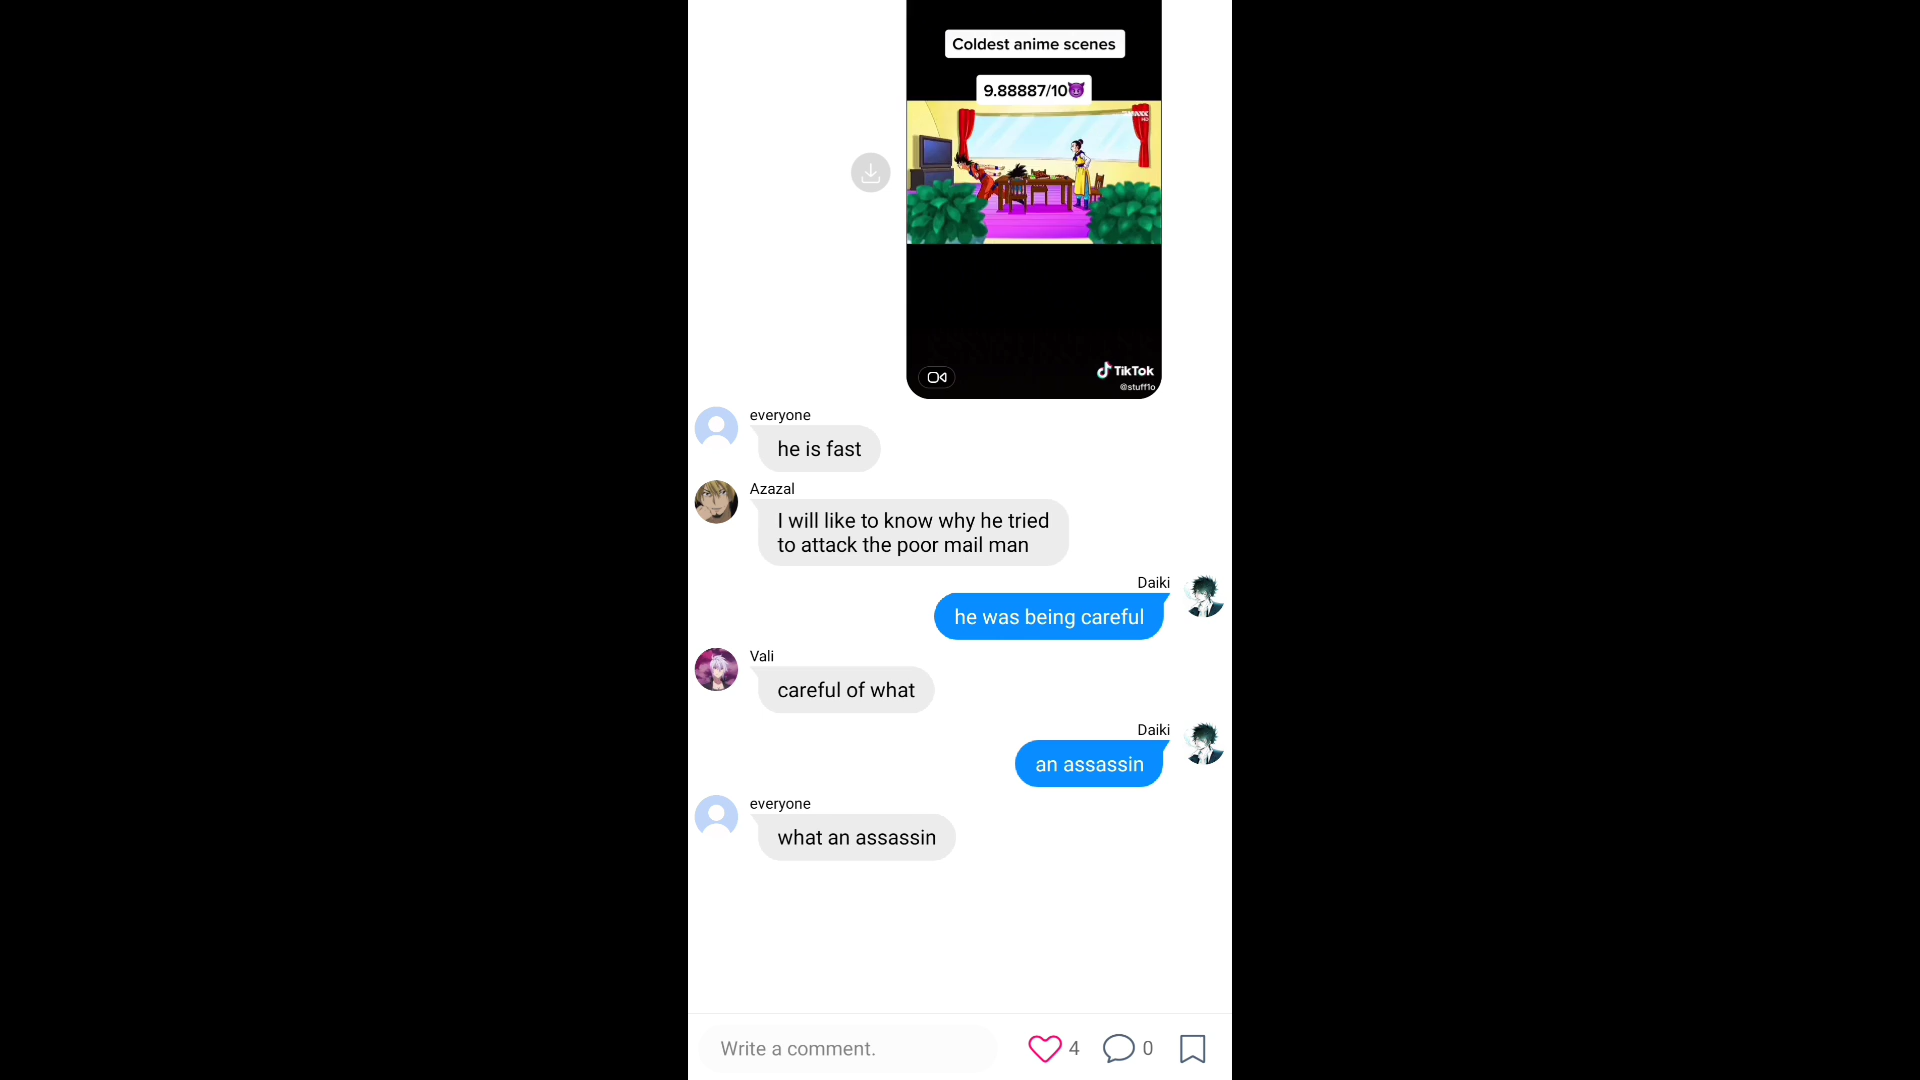 Coldest anime scenes
9.88887/10😈
HD
TikTok
@stuff1o
everyone
he is fast
Azazal
I will like to know why he tried
to attack the poor mail man
Daiki
he was being careful
Vali
careful of what
Daiki
an assassin
everyone
what an assassin
Write a comment.
4
0